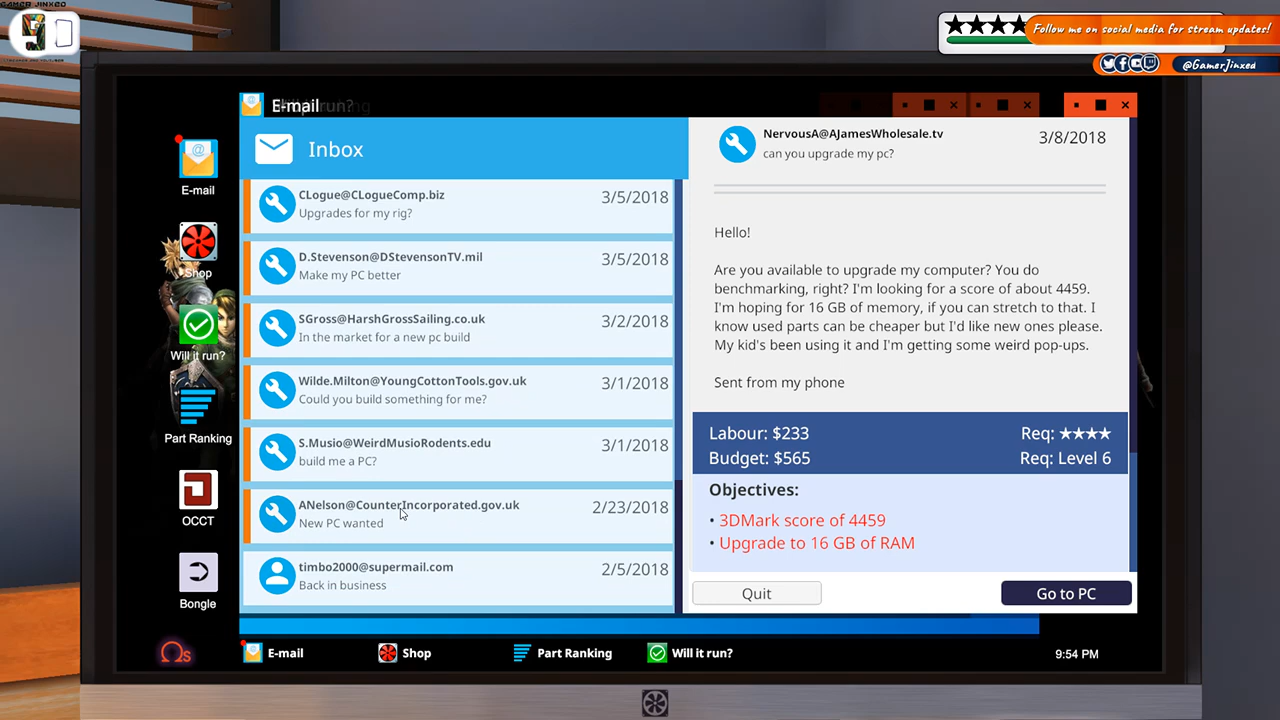 GAMER JINXED
Follow me on social media for stream updates!
@GamerJinxed
E-mail
Inbox
CLogue@CLogueComp.biz
3/5/2018
Upgrades for my rig?
D.Stevenson@DStevensonTV.mil
3/5/2018
Make my PC better
SGross@HarshGrossSailing.co.uk
3/2/2018
In the market for a new pc build
Wilde.Milton@YoungCottonTools.gov.uk
3/1/2018
Could you build something for me?
S.Musio@WeirdMusioRodents.edu
3/1/2018
build me a PC?
ANelson@CounterIncorporated.gov.uk
2/23/2018
New PC wanted
timbo2000@supermail.com
2/5/2018
Back in business
NervousA@AJamesWholesale.tv
3/8/2018
can you upgrade my pc?
Hello!
Are you available to upgrade my computer? You do
benchmarking, right? I'm looking for a score of about 4459.
I'm hoping for 16 GB of memory, if you can stretch to that. I
know used parts can be cheaper but I'd like new ones please.
My kid's been using it and I'm getting some weird pop-ups.
Sent from my phone
Labour: $233
Req: ★★★★
Budget: $565
Req: Level 6
Objectives:
• 3DMark score of 4459
• Upgrade to 16 GB of RAM
Quit
Go to PC
E-mail
Shop
Will it run?
Part Ranking
OCCT
Bongle
E-mail
Shop
Part Ranking
Will it run?
9:54 PM